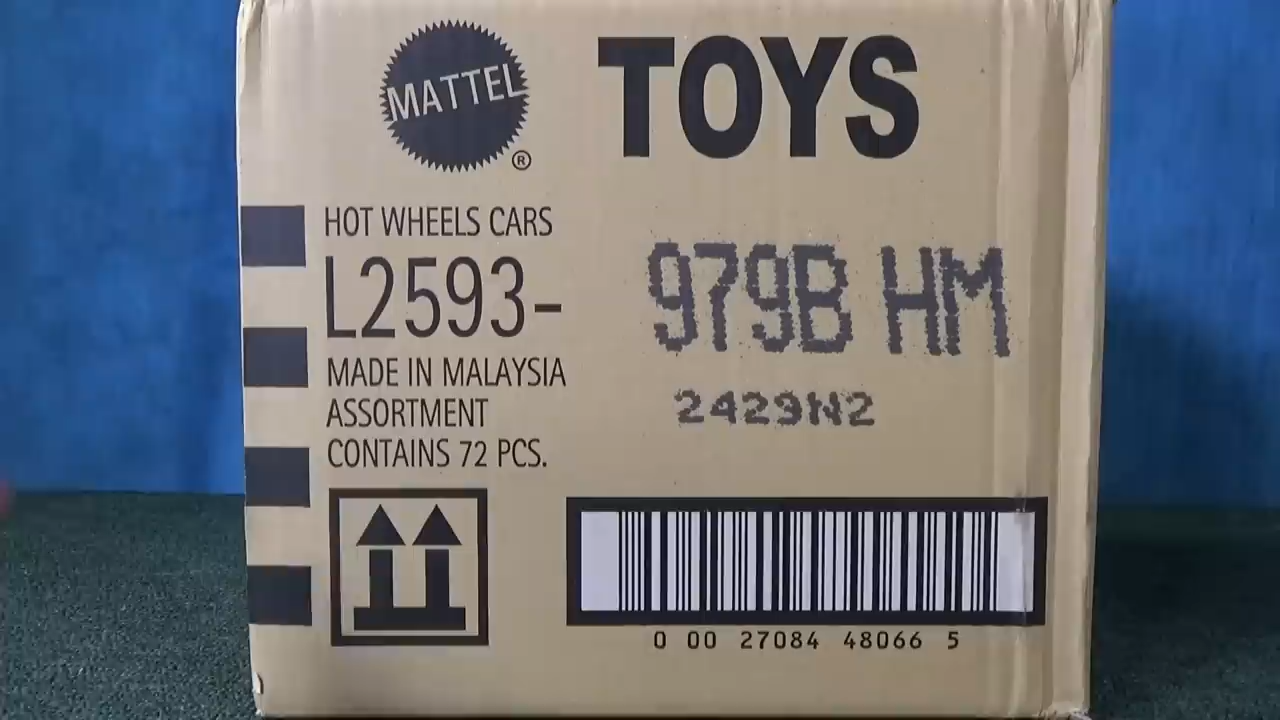 MATTEL
®
TOYS
HOT WHEELS CARS
L2593-
979B HM
MADE IN MALAYSIA
2429N2
ASSORTMENT
CONTAINS 72 PCS.
0 00 27084 48066 5